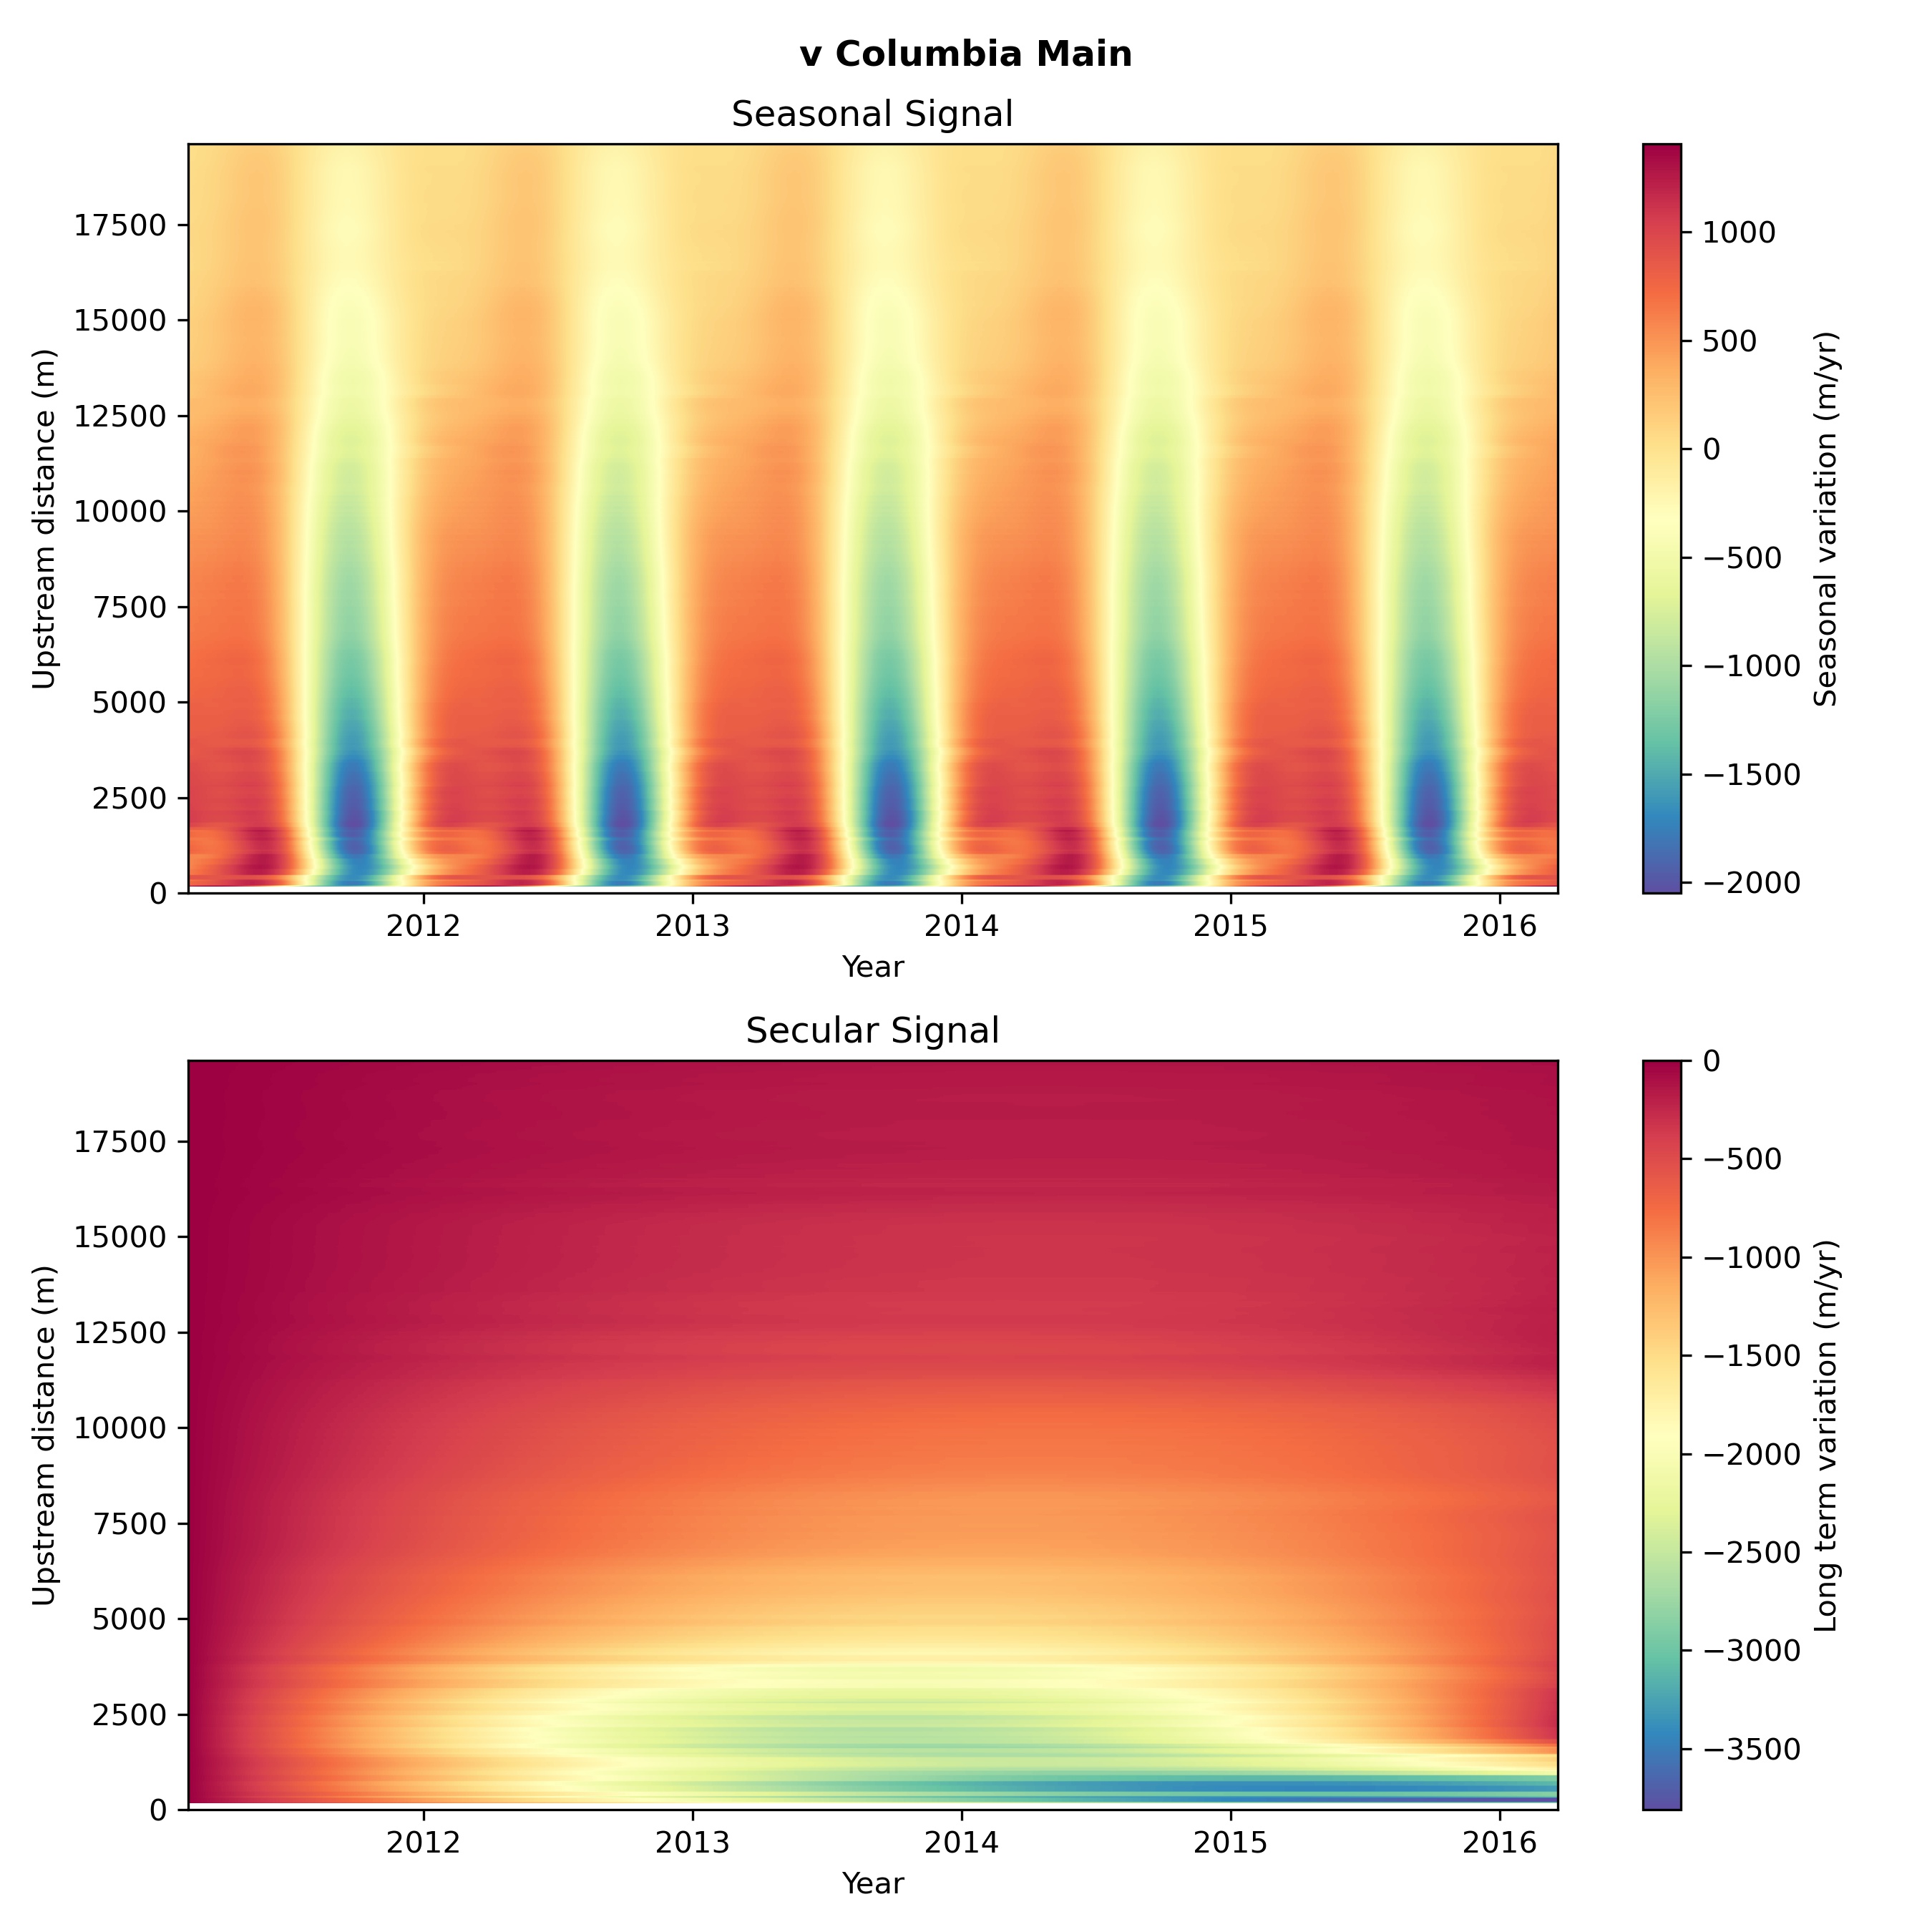 v Columbia Main
Seasonal Signal
17500
15000
12500
10000
7500
5000
2500
0
Upstream distance (m)
2012 2013 2014 2015 2016
Year
1000
500
0
−500
−1000
−1500
−2000
Seasonal variation (m/yr)
Secular Signal
17500
15000
12500
10000
7500
5000
2500
0
Upstream distance (m)
2012 2013 2014 2015 2016
Year
0
−500
−1000
−1500
−2000
−2500
−3000
−3500
Long term variation (m/yr)